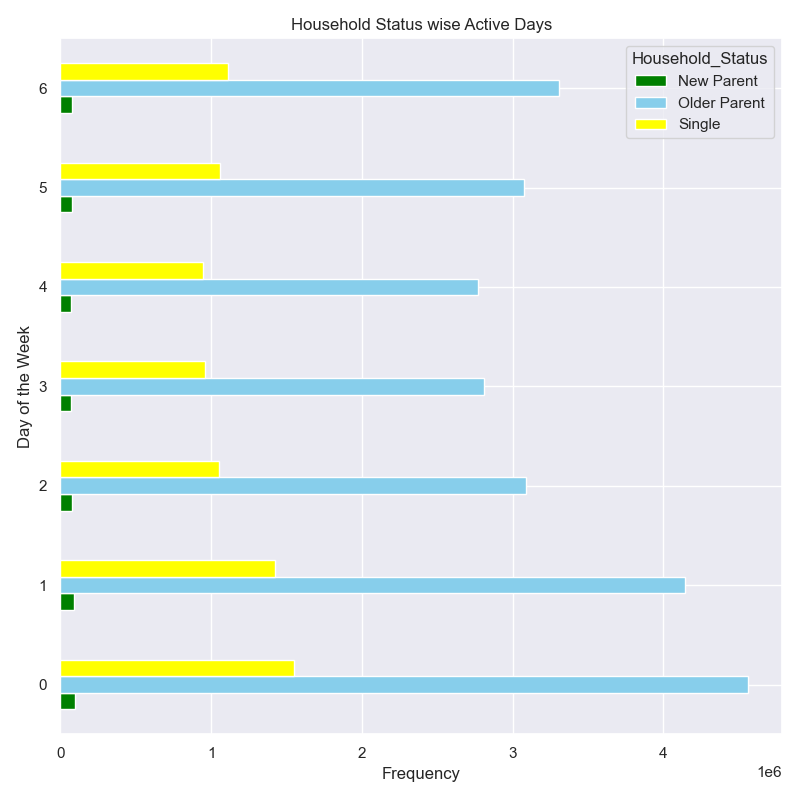 Household Status wise Active Days
Household_Status
New Parent
Older Parent
Single
Day of the Week
6
5
4
3
2
1
0
0 1 2 3 4
1e6
Frequency